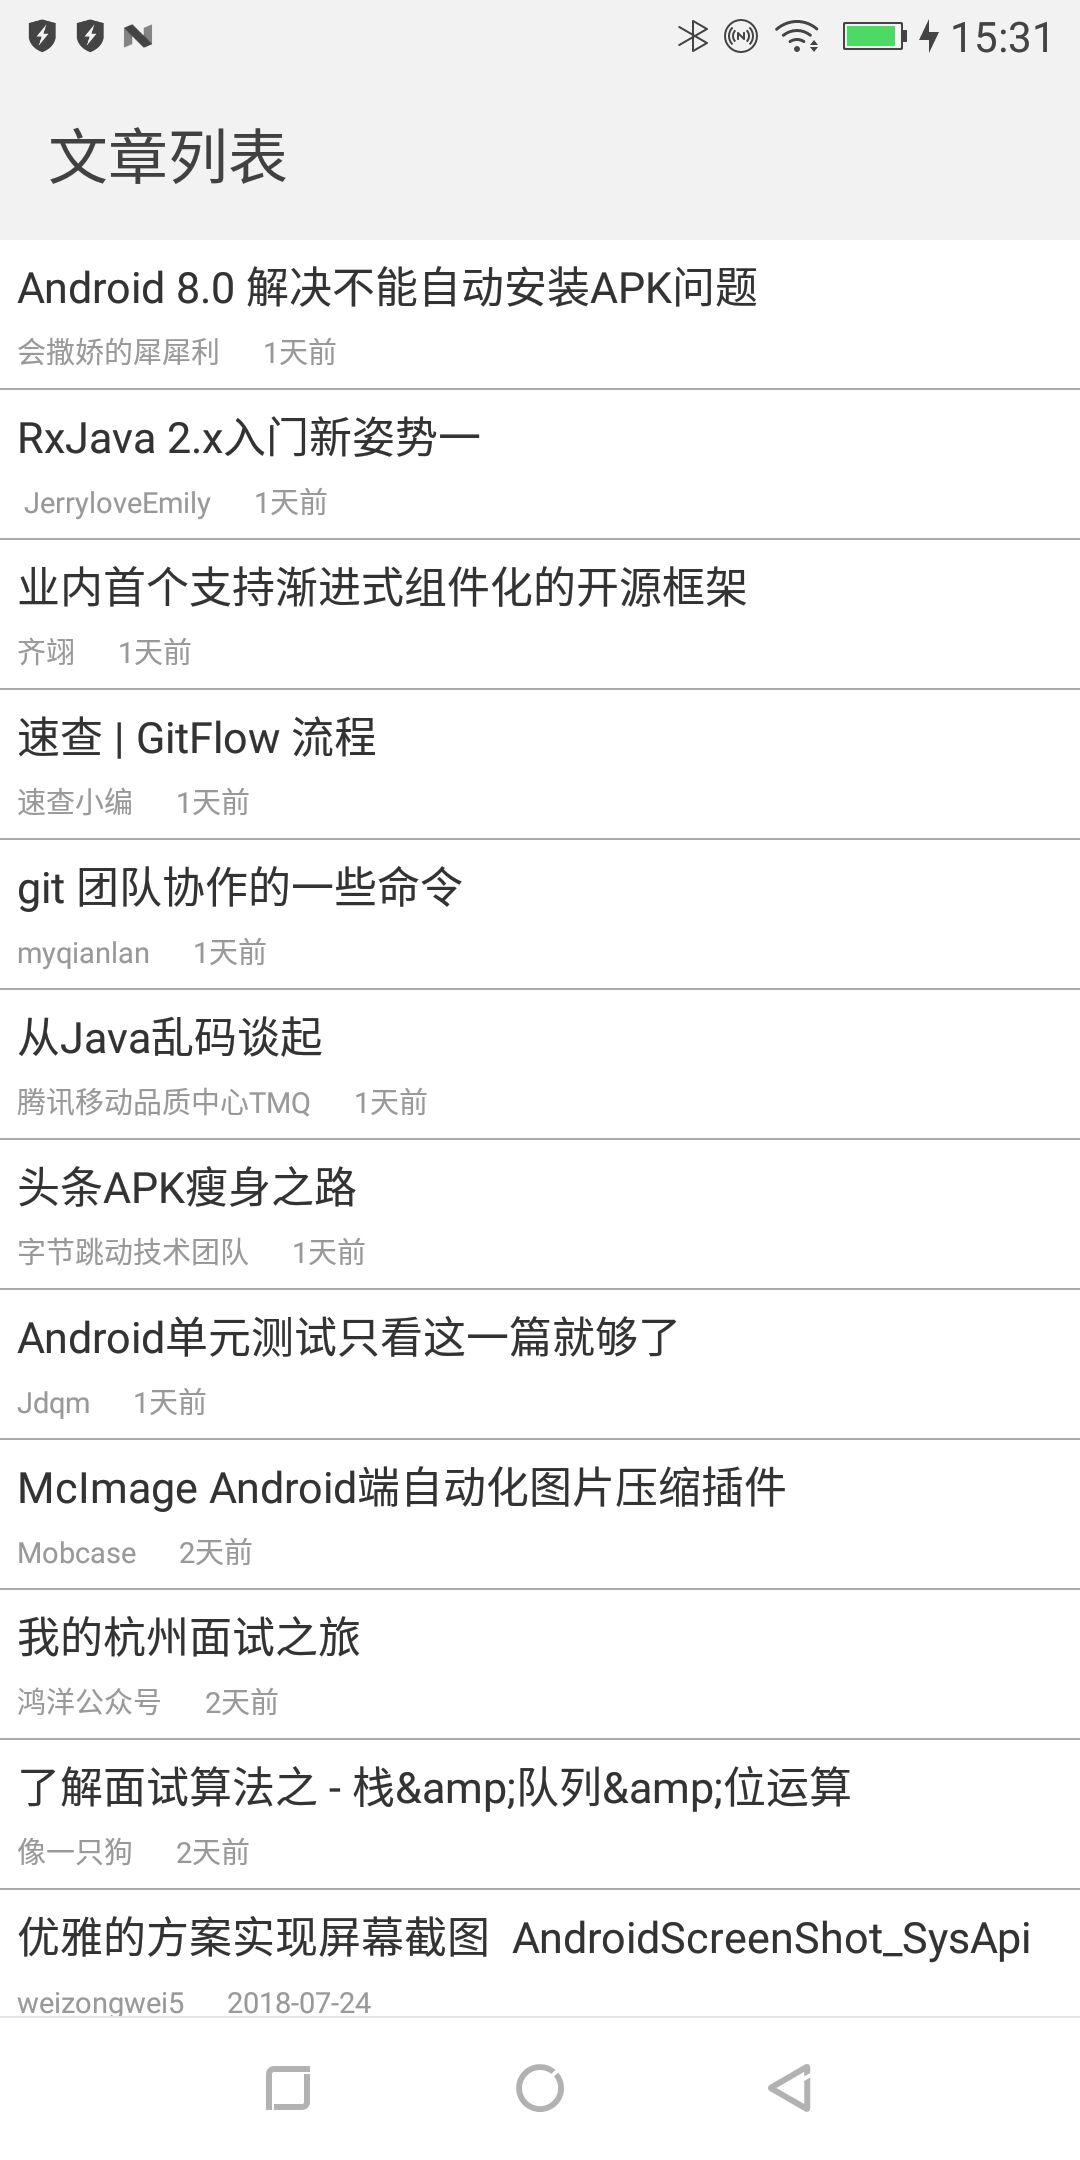 15:31
文章列表
Android 8.0 解决不能自动安装APK问题
会撒娇的犀犀利 1天前
RxJava 2.x入门新姿势一
JerryloveEmily 1天前
业内首个支持渐进式组件化的开源框架
齐翊 1天前
速查 | GitFlow 流程
速查小编 1天前
git 团队协作的一些命令
myqianlan 1天前
从Java乱码谈起
腾讯移动品质中心TMQ 1天前
头条APK瘦身之路
字节跳动技术团队 1天前
Android单元测试只看这一篇就够了
Jdqm 1天前
McImage Android端自动化图片压缩插件
Mobcase 2天前
我的杭州面试之旅
鸿洋公众号 2天前
了解面试算法之 - 栈&amp;队列&amp;位运算
像一只狗 2天前
优雅的方案实现屏幕截图 AndroidScreenShot_SysApi
weizongwei5 2018-07-24